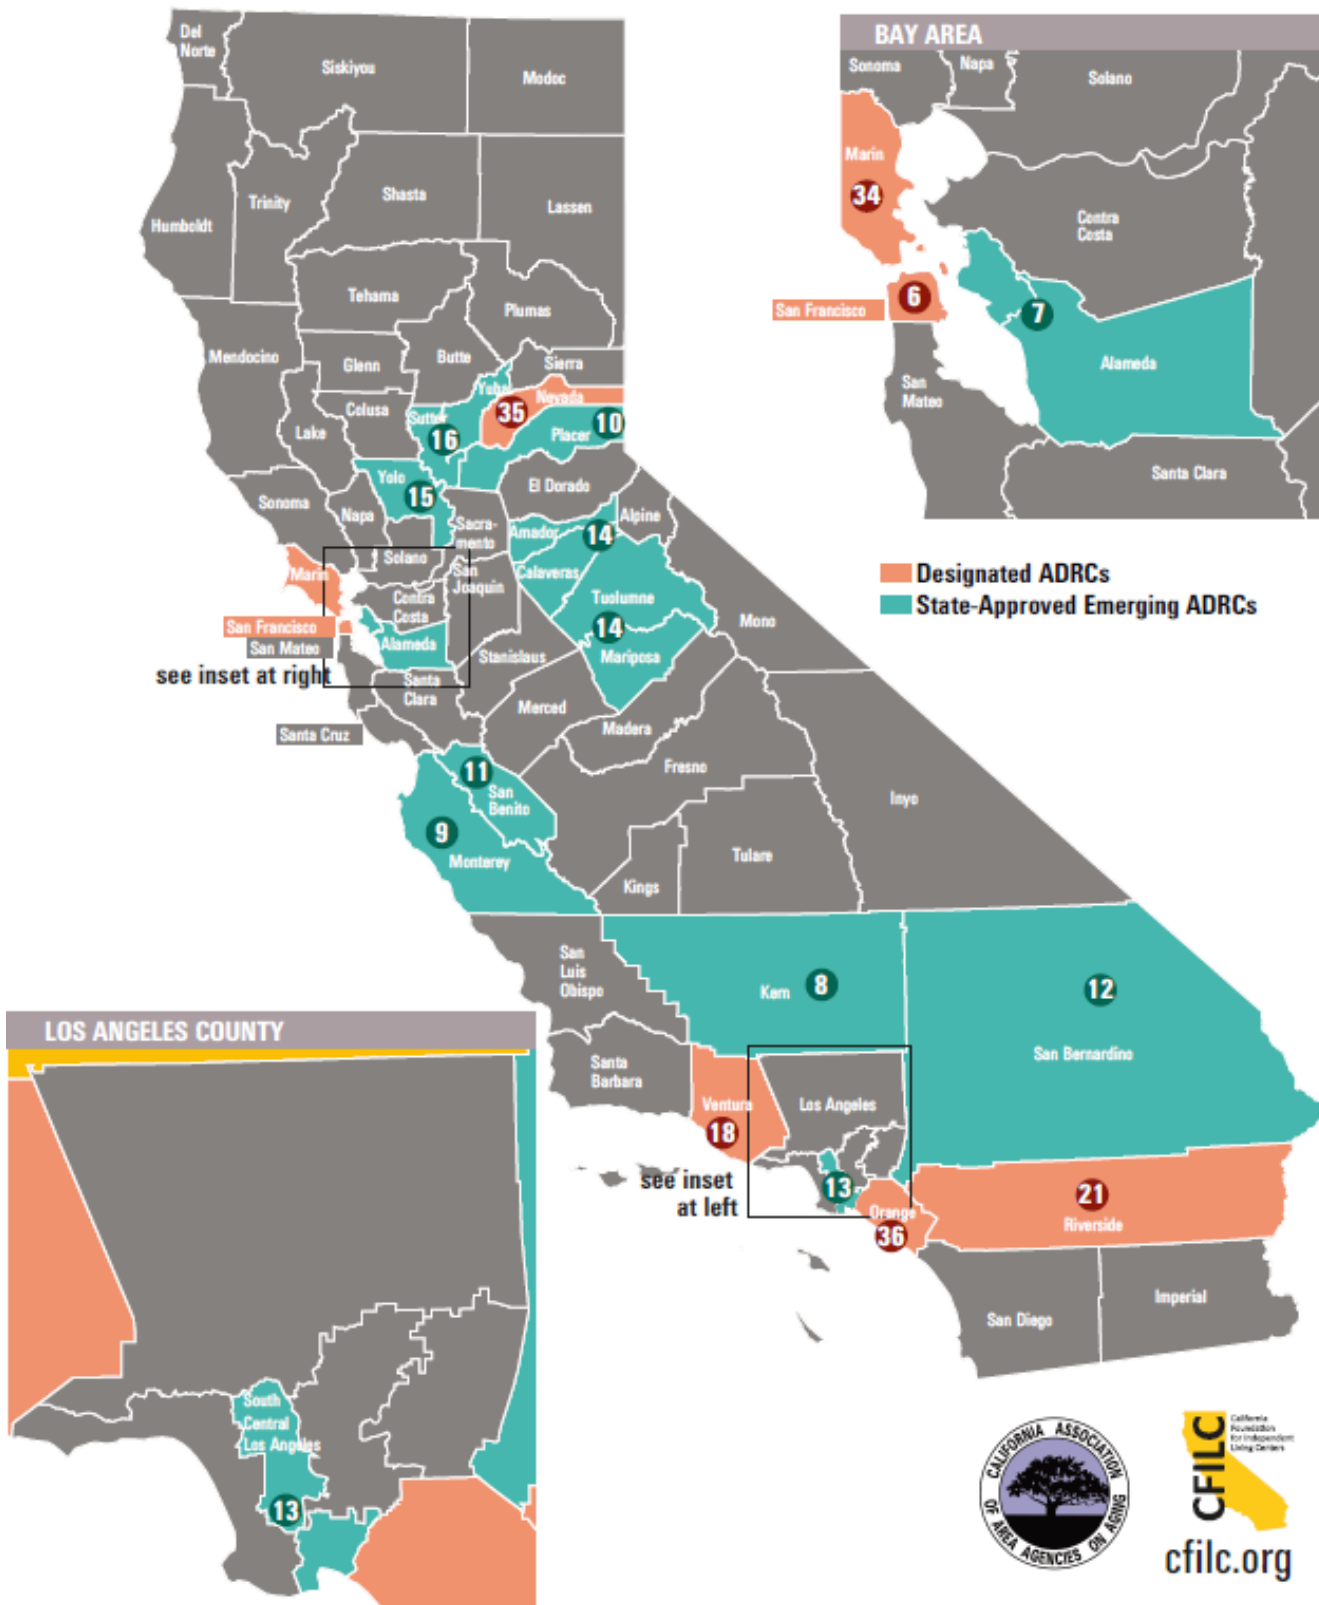 Del
Norte
Siskiyou
Modoc
Humboldt
Trinity
Shasta
Lassen
Tehama
Plumas
Mendocino
Glenn
Butte
Sierra
Yuba
Nevada
35
Colusa
Sutter
16
Placer
10
Lake
Yolo
15
El Dorado
Sonoma
Napa
Sacra-
mento
Amador
14
Alpine
Solano
Marin
San
Joaquin
Calaveras
Contra
Costa
Tuolumne
14
Mono
San Francisco
San Mateo
Alameda
Stanislaus
Mariposa
see inset at right
Santa
Clara
Merced
Madera
Santa Cruz
11
San
Benito
Fresno
Inyo
9
Monterey
Tulare
Kings
San
Luis
Obispo
Kern
8
12
San Bernardino
Santa
Barbara
Ventura
18
Los Angeles
see inset
at left
13
Orange
36
21
Riverside
San Diego
Imperial
BAY AREA
Sonoma
Napa
Solano
Marin
34
Contra
Costa
San Francisco
6
7
Alameda
San
Mateo
Santa Clara
Designated ADRCs
State-Approved Emerging ADRCs
LOS ANGELES COUNTY
South
Central
Los Angeles
13
CALIFORNIA ASSOCIATION
OF AREA AGENCIES ON AGING
CFILC
California
Foundation
for Independent
Living Centers
cfilc.org